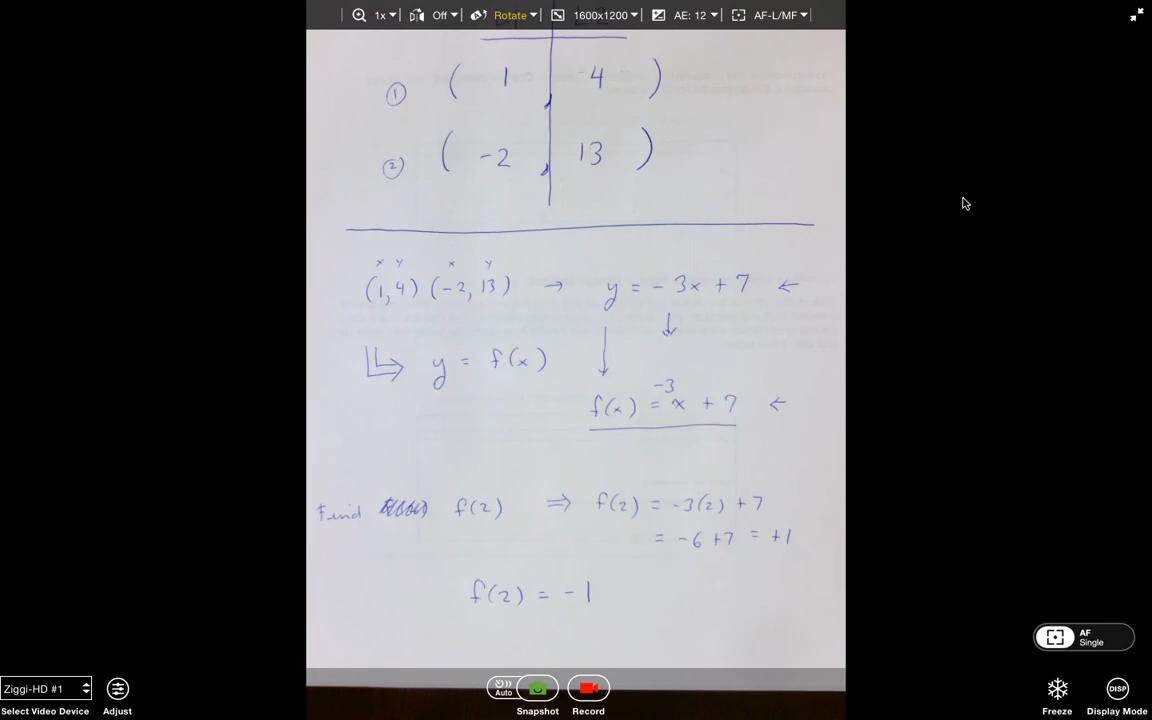 1x Off Rotate 1600x1200 AE: 12 AF-L/MF
① ( 1 , 4 )
② ( -2 , 13 )
x y x y
(1,4) (-2, 13) → y = - 3x + 7 ←
y = f(x)
-3
f(x) = x + 7 ←
Find f(2) ⇒ f(2) = -3(2) + 7
= -6 +7 = +1
f(2) = - 1
AF
Single
Ziggi-HD #1
Auto
Select Video Device Adjust Snapshot Record Freeze Display Mode
DISP